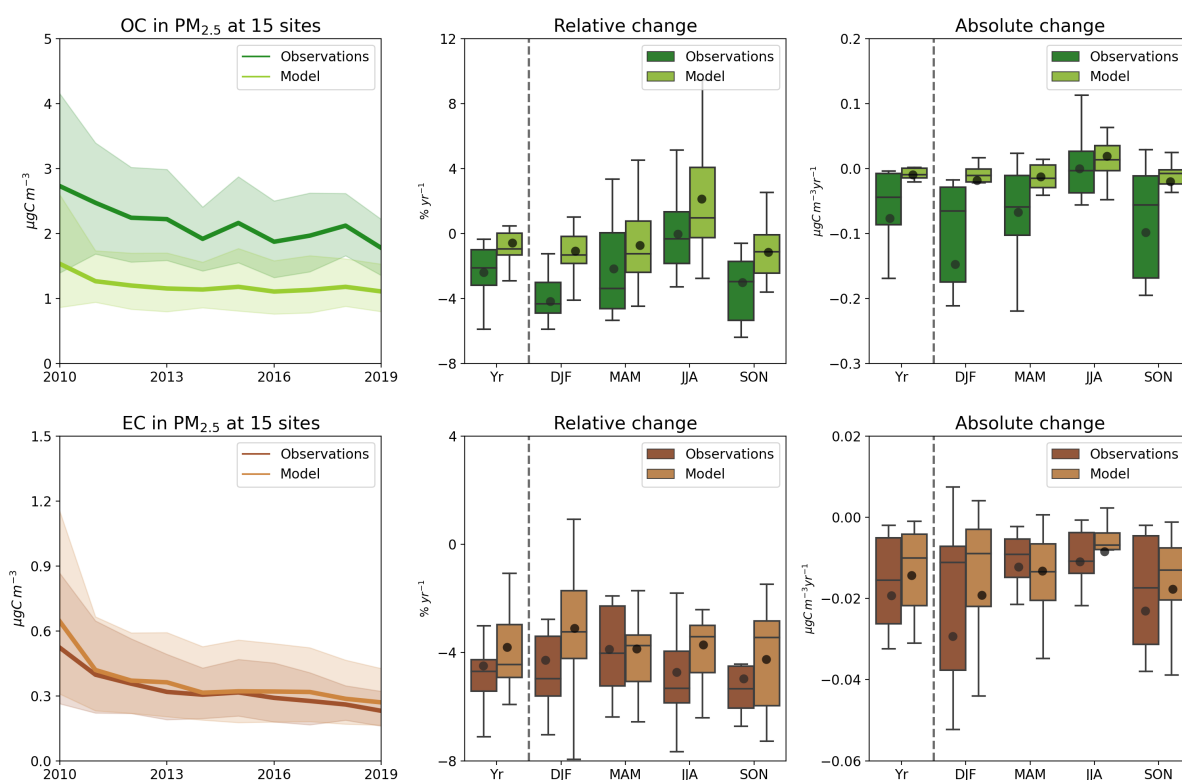 OC in PM2.5 at 15 sites
Relative change
Absolute change
5
4
3
2
1
0
μgC m−3
Observations
Model
2010
2013
2016
2019
12
8
4
0
−4
−8
% yr−1
Observations
Model
Yr
DJF
MAM
JJA
SON
0.2
0.1
0.0
−0.1
−0.2
−0.3
μgC m−3yr−1
Observations
Model
Yr
DJF
MAM
JJA
SON
EC in PM2.5 at 15 sites
Relative change
Absolute change
1.5
1.2
0.9
0.6
0.3
0.0
μgC m−3
Observations
Model
2010
2013
2016
2019
4
0
−4
−8
% yr−1
Observations
Model
Yr
DJF
MAM
JJA
SON
0.02
0.00
−0.02
−0.04
−0.06
μgC m−3yr−1
Observations
Model
Yr
DJF
MAM
JJA
SON